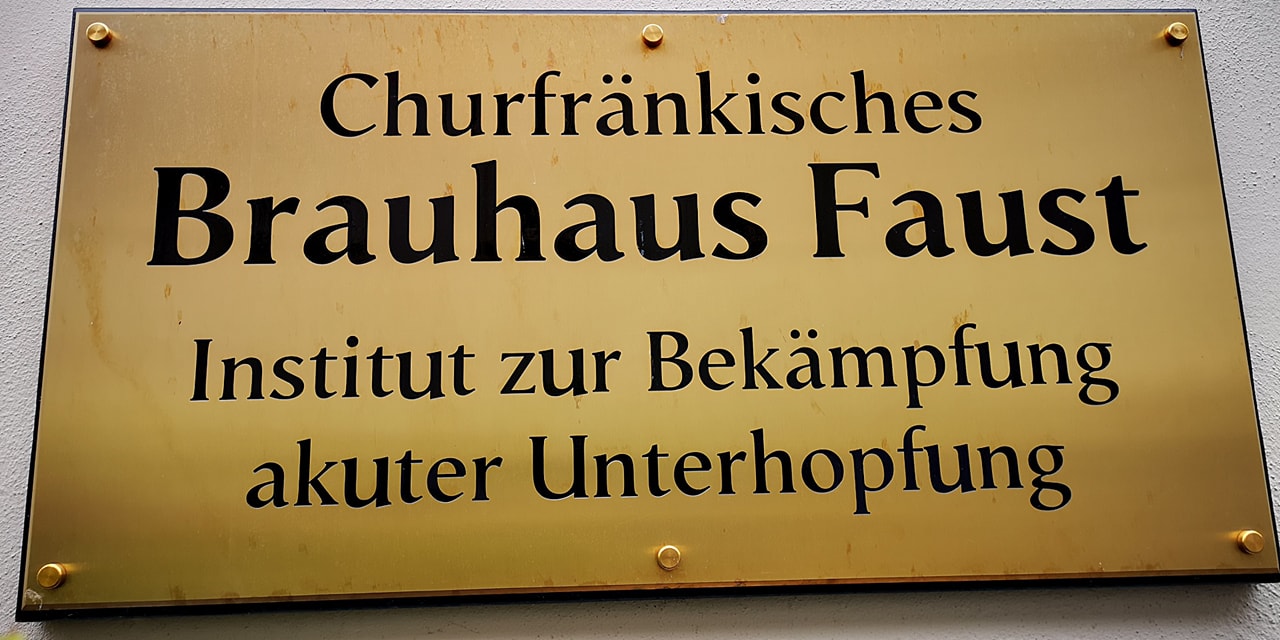 Churfränkisches
Brauhaus Faust
Institut zur Bekämpfung
akuter Unterhopfung